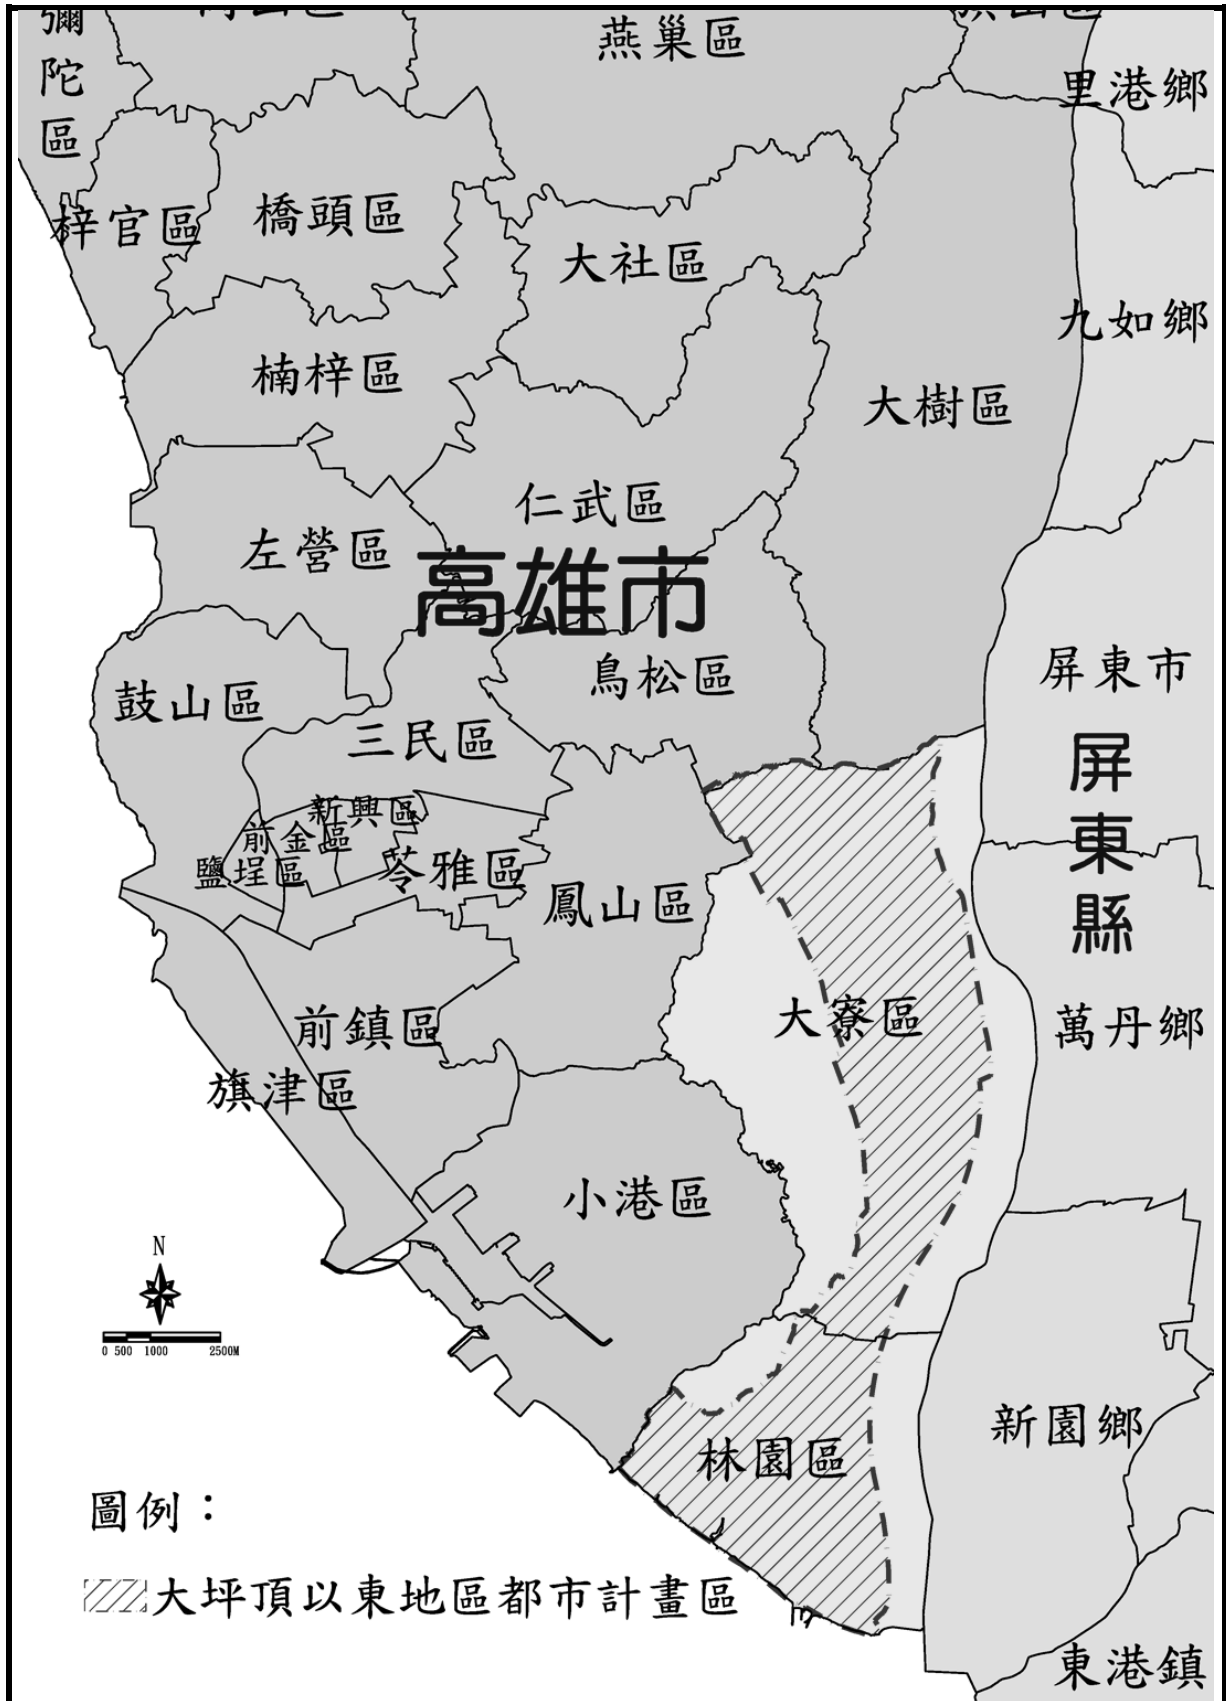 彌陀區
燕巢區
里港鄉
梓官區
橋頭區
大社區
九如鄉
楠梓區
大樹區
仁武區
左營區
高雄市
屏東市
鳥松區
鼓山區
三民區
屏東縣
新興區
前金區
鹽埕區
苓雅區
鳳山區
大寮區
前鎮區
萬丹鄉
旗津區
小港區
N
0 500 1000 2500M
新園鄉
林園區
圖例：
大坪頂以東地區都市計畫區
東港鎮